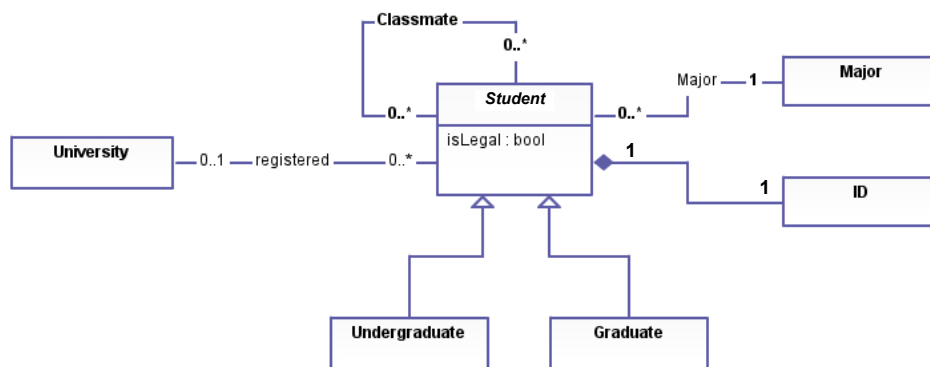 Classmate
0..*
Student
Major 1
Major
0..*
0..*
isLegal : bool
University
0..1 registered 0..*
1
1
ID
Undergraduate
Graduate